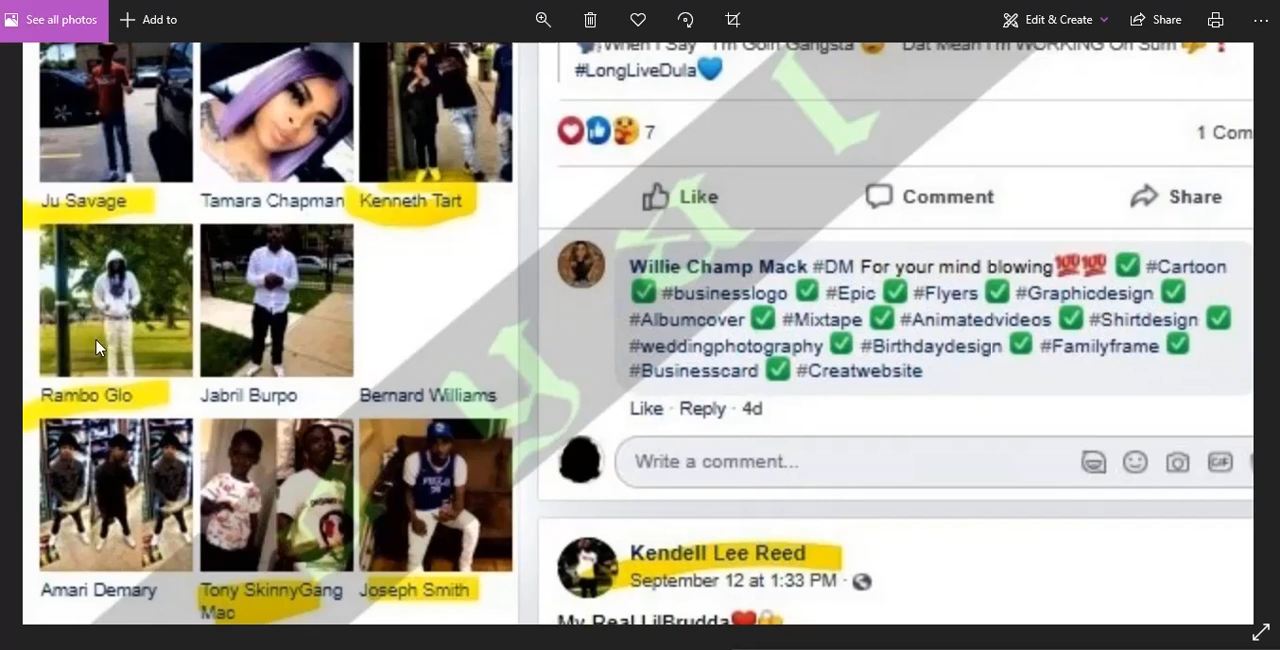 See all photos
Add to
Edit & Create
Share
When I Say I'm Goin Gangsta Dat Mean I'm WORKING On Sum
#LongLiveDula💙
7
1 Com
Like
Comment
Share
Ju Savage
Tamara Chapman
Kenneth Tart
Willie Champ Mack #DM For your mind blowing💯💯 ✅ #Cartoon
✅ #businesslogo ✅ #Epic ✅ #Flyers ✅ #Graphicdesign ✅
#Albumcover ✅ #Mixtape ✅ #Animatedvideos ✅ #Shirtdesign ✅
#weddingphotography ✅ #Birthdaydesign ✅ #Familyframe ✅
#Businesscard ✅ #Creatwebsite
Like · Reply · 4d
Rambo Glo
Jabril Burpo
Bernard Williams
Write a comment...
GIF
Kendell Lee Reed
September 12 at 1:33 PM ·
My Real LilBrudda❤️
Amari Demary
Tony SkinnyGang
Mac
Joseph Smith